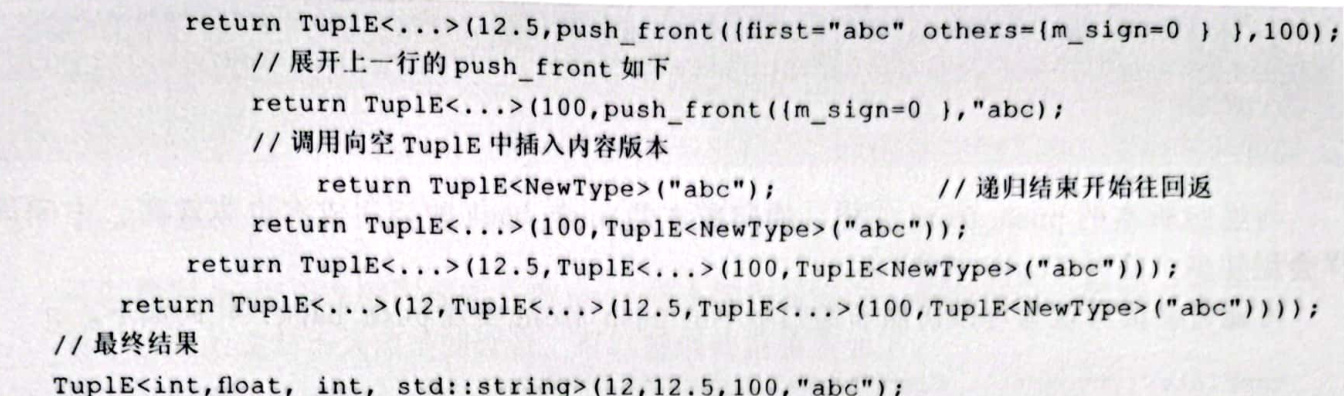 return TuplE<...>(12.5,push_front({first="abc" others={m_sign=0 } },100);
//展开上一行的 push_front 如下
return TuplE<...>(100,push_front({m_sign=0 },"abc);
//调用向空 TuplE 中插入内容版本
return TuplE<NewType>("abc"); //递归结束开始往回返
return TuplE<...>(100,TuplE<NewType>("abc"));
return TuplE<...>(12.5,TuplE<...>(100,TuplE<NewType>("abc")));
return TuplE<...>(12,TuplE<...>(12.5,TuplE<...>(100,TuplE<NewType>("abc"))));
//最终结果
TuplE<int,float, int, std::string>(12,12.5,100,"abc");